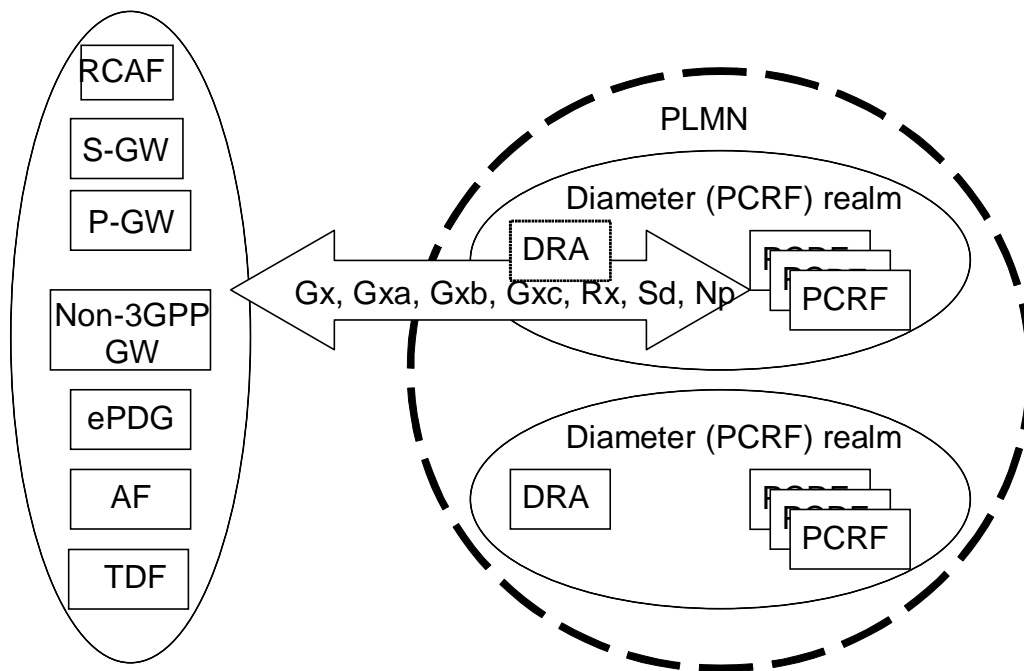 RCAF
S-GW
P-GW
Non-3GPP
GW
ePDG
AF
TDF
Gx, Gxa, Gxb, Gxc, Rx, Sd, Np
PLMN
Diameter (PCRF) realm
DRA
PCRF
Diameter (PCRF) realm
DRA
PCRF